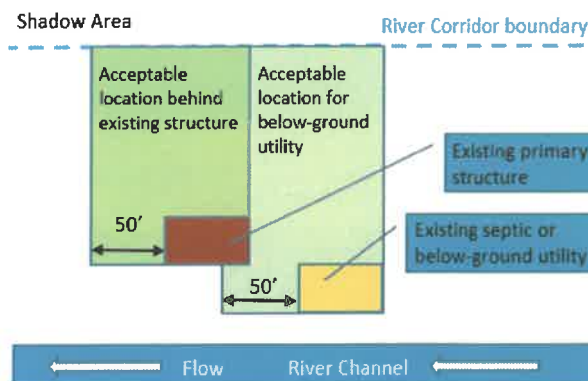 Shadow Area
River Corridor boundary
Acceptable
location behind
existing structure
Acceptable
location for
below-ground
utility
Existing primary
structure
50’
Existing septic or
below-ground utility
50’
Flow
River Channel